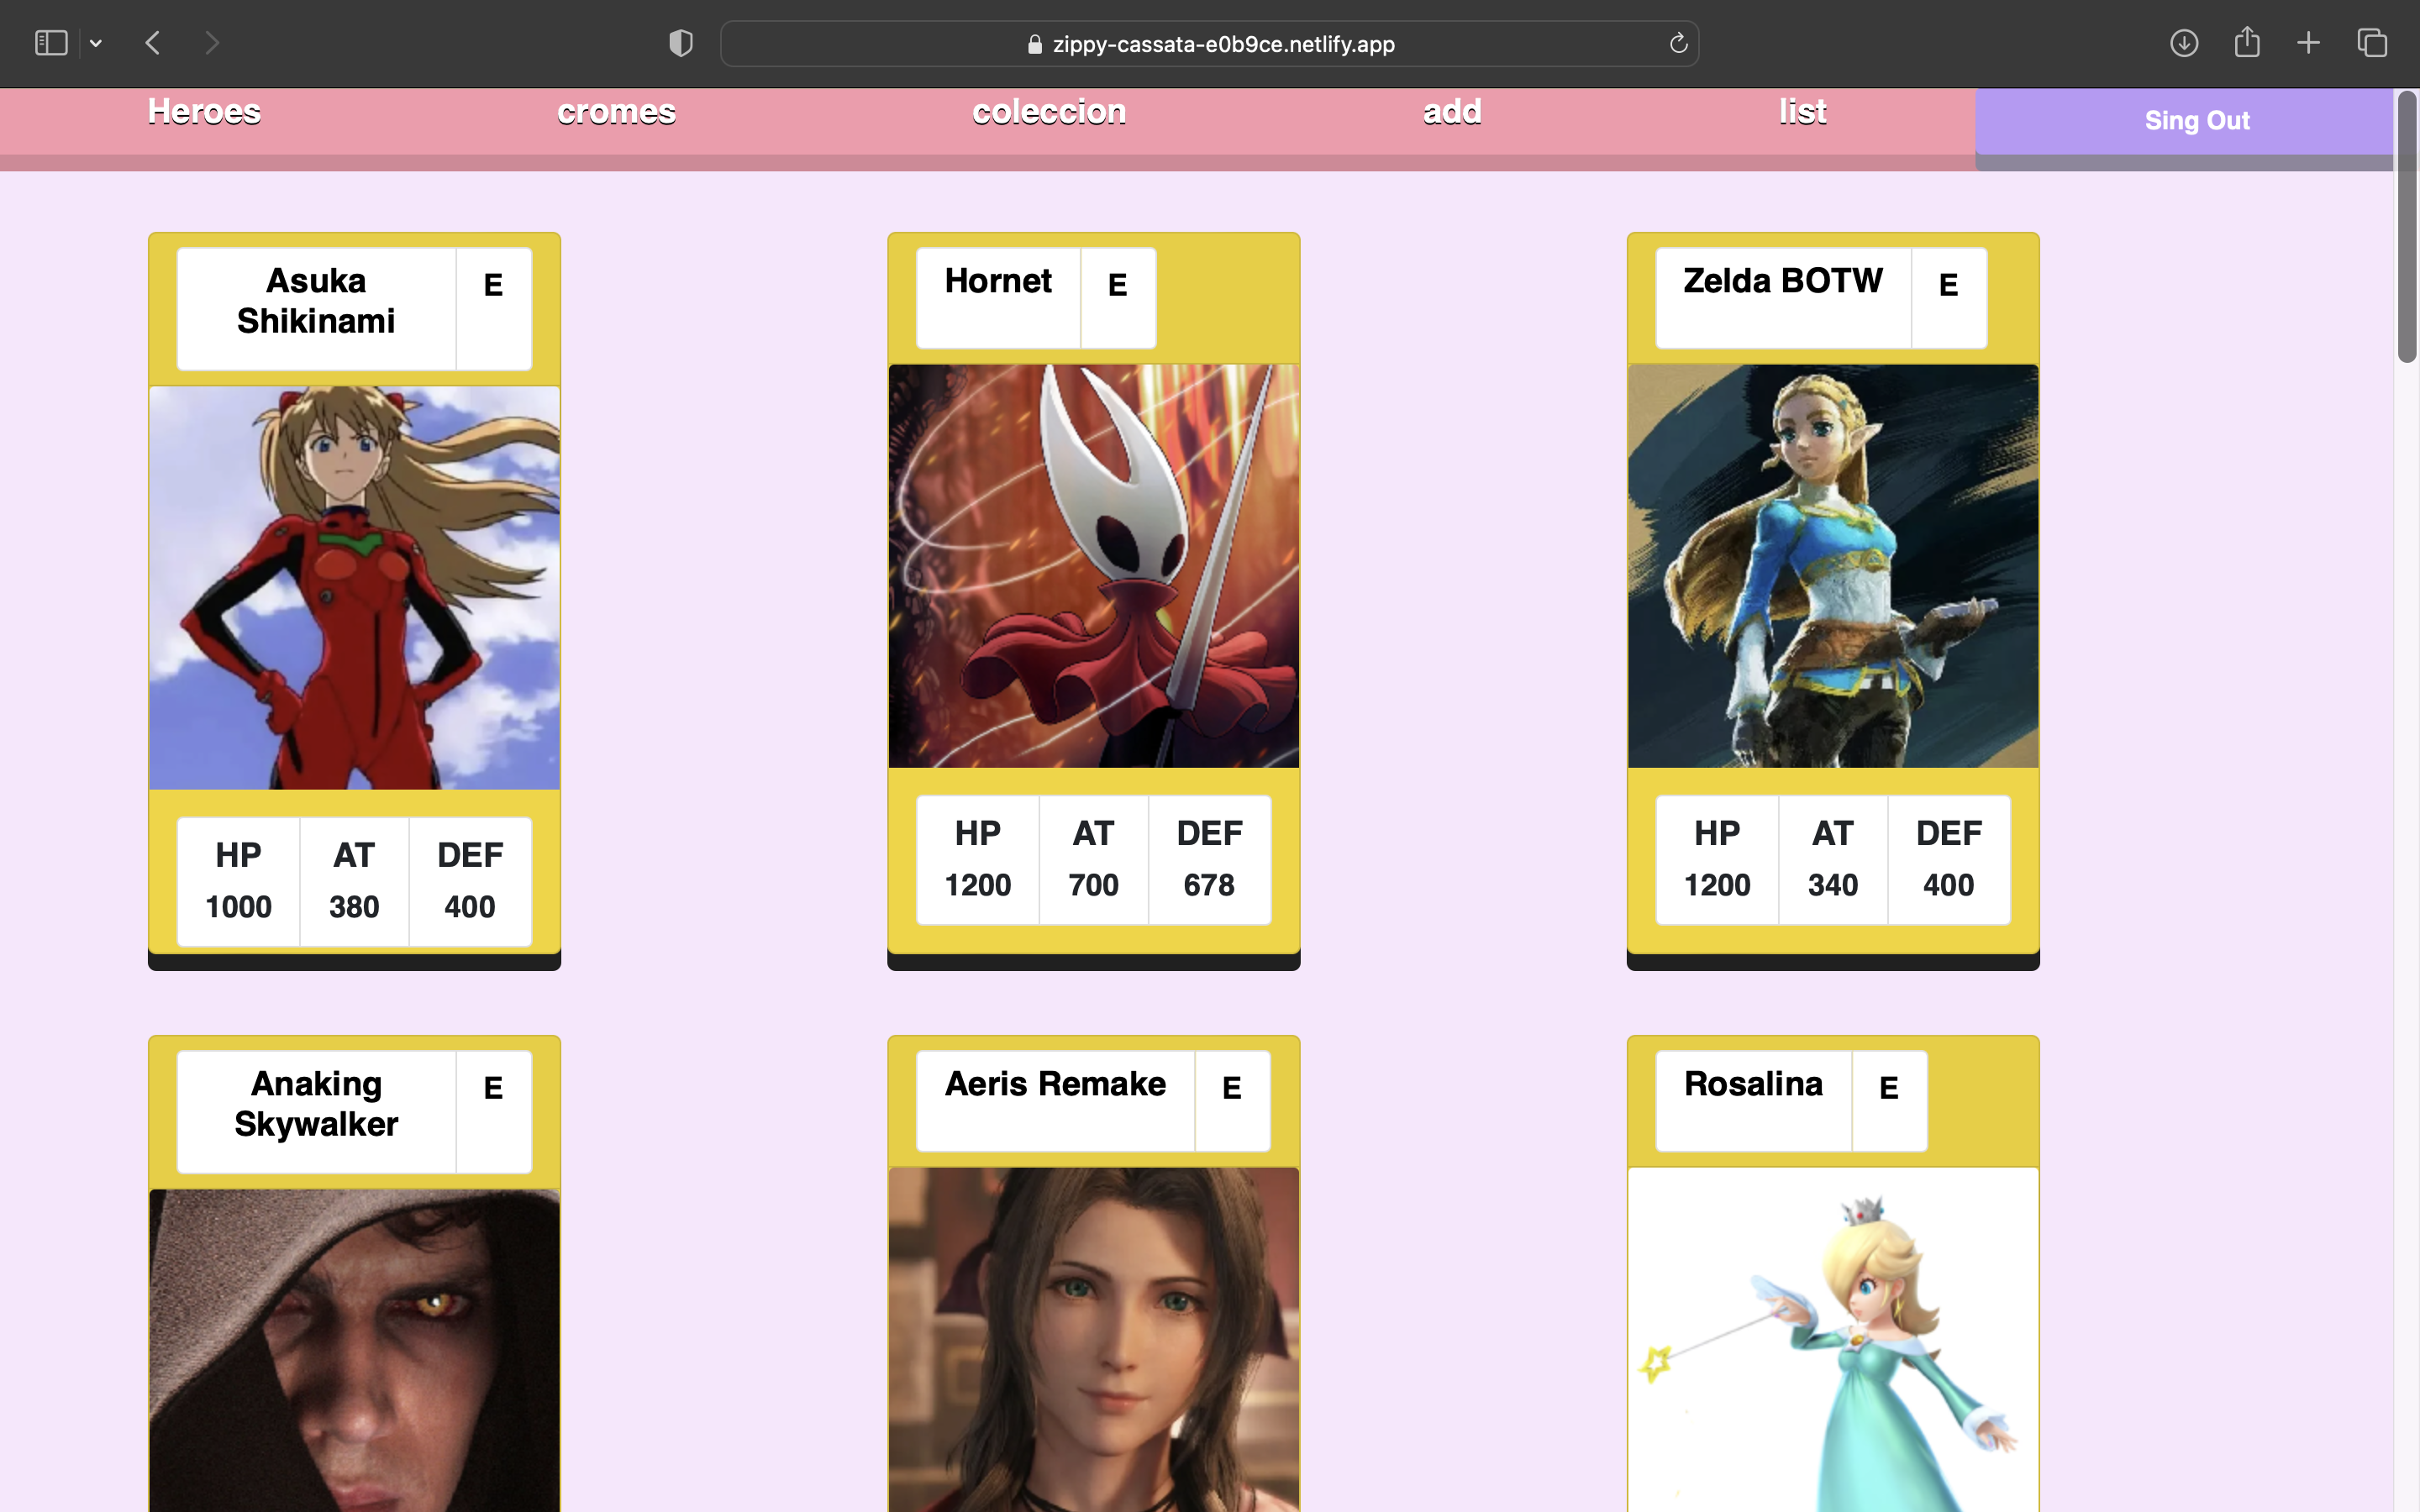 zippy-cassata-e0b9ce.netlify.app
Heroes cromes coleccion add list Sing Out
Asuka
Shikinami
E
Hornet E
Zelda BOTW E
HP AT DEF
1000 380 400
HP AT DEF
1200 700 678
HP AT DEF
1200 340 400
Anaking
Skywalker
E
Aeris Remake E
Rosalina E